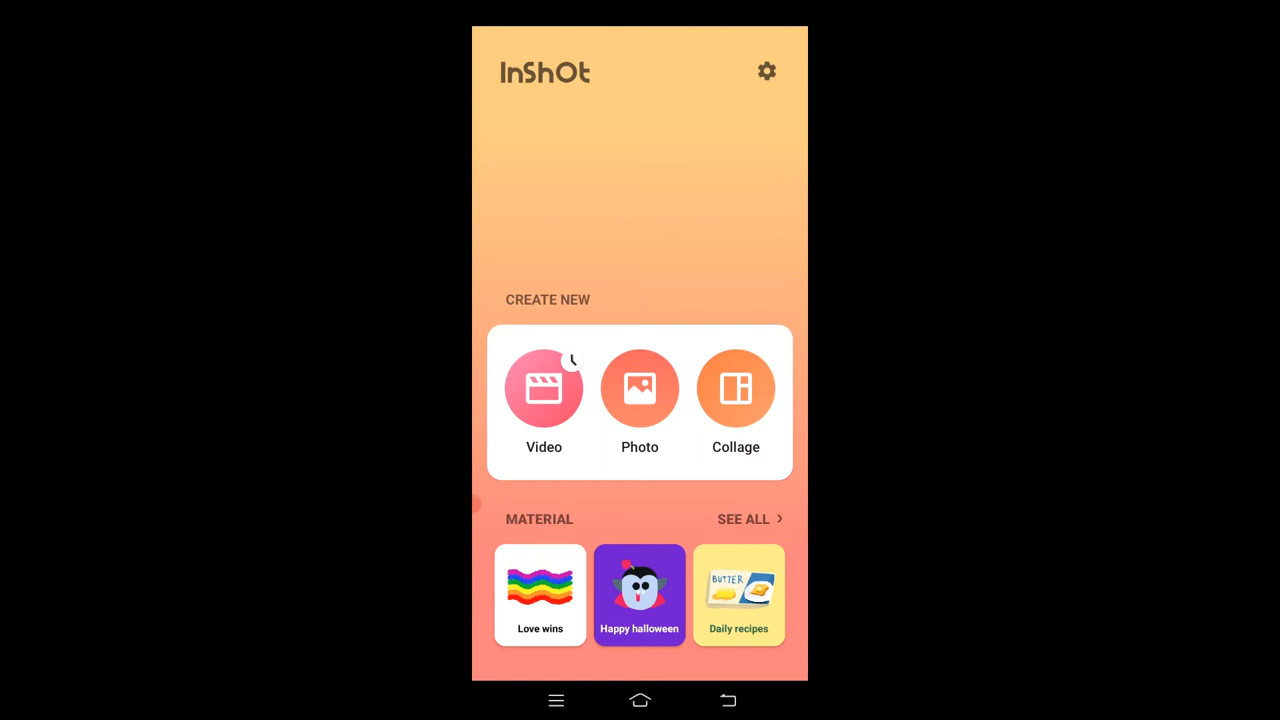 InShOt
CREATE NEW
Video Photo Collage
MATERIAL SEE ALL >
BUTTER
Love wins Happy halloween Daily recipes